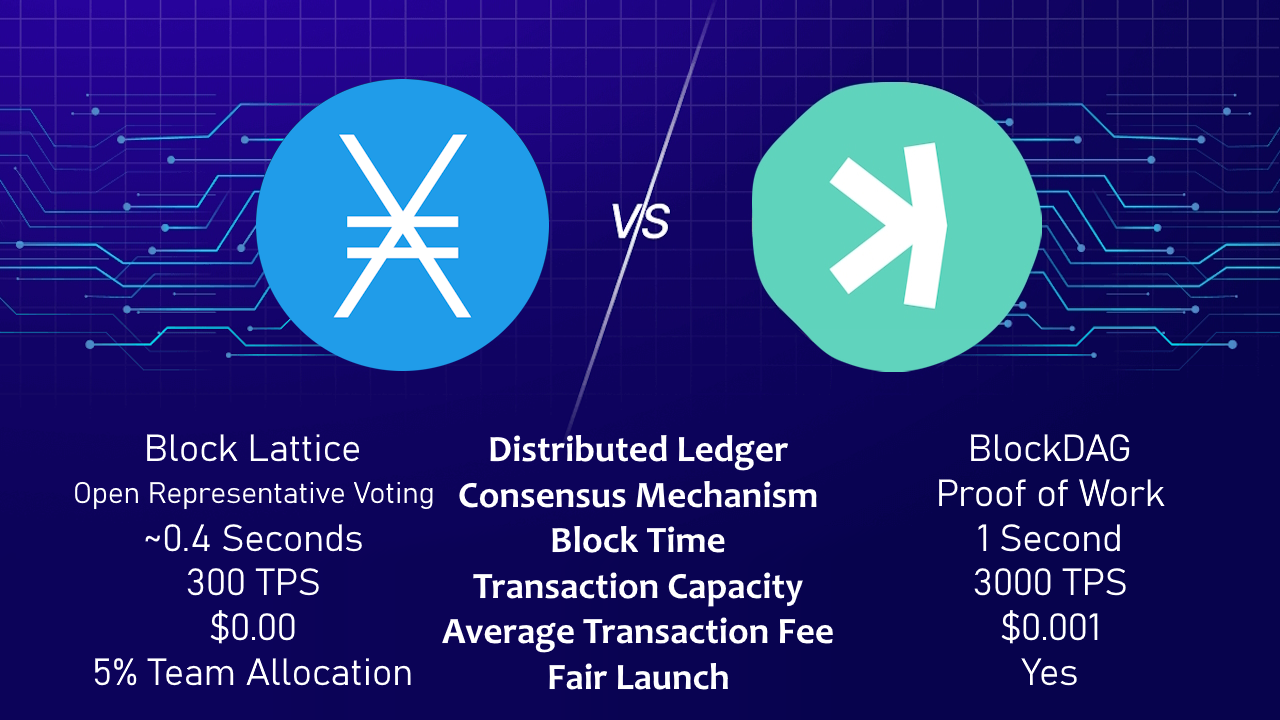 VS
Block Lattice Distributed Ledger BlockDAG
Open Representative Voting Consensus Mechanism Proof of Work
~0.4 Seconds Block Time 1 Second
300 TPS Transaction Capacity 3000 TPS
$0.00 Average Transaction Fee $0.001
5% Team Allocation Fair Launch Yes